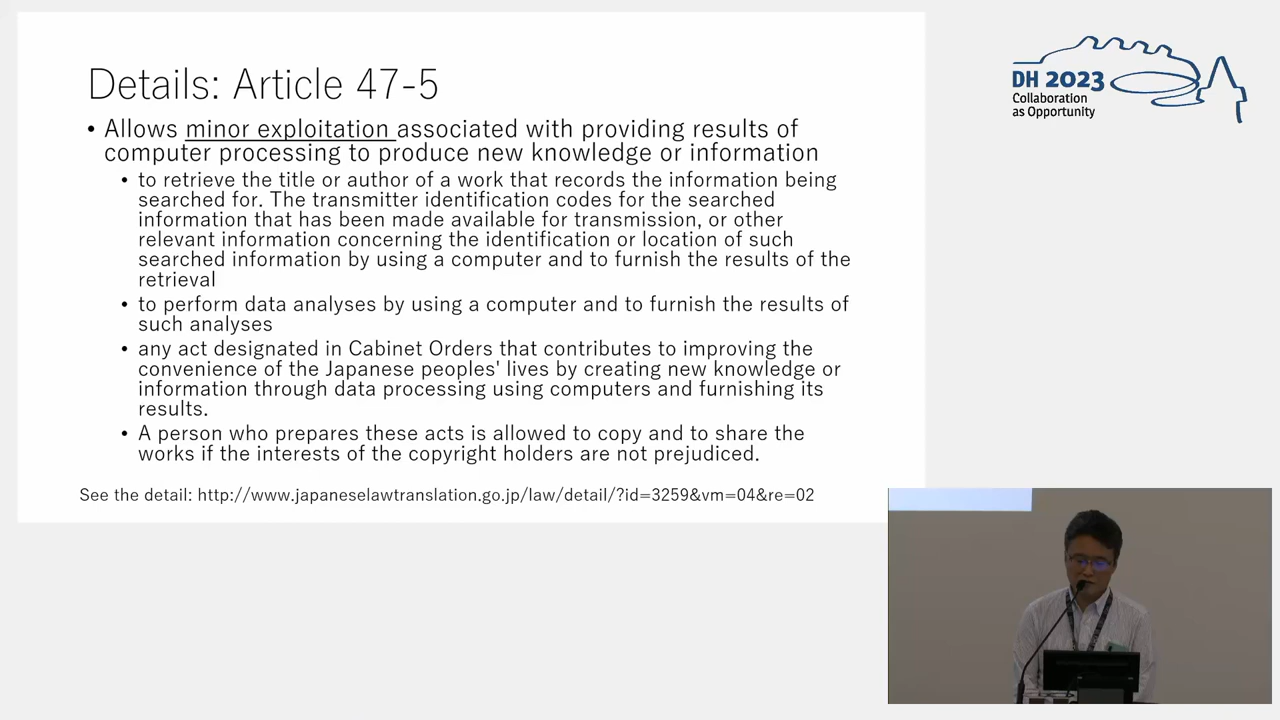 Details: Article 47-5
• Allows minor exploitation associated with providing results of
computer processing to produce new knowledge or information
• to retrieve the title or author of a work that records the information being
searched for. The transmitter identification codes for the searched
information that has been made available for transmission, or other
relevant information concerning the identification or location of such
searched information by using a computer and to furnish the results of the
retrieval
• to perform data analyses by using a computer and to furnish the results of
such analyses
• any act designated in Cabinet Orders that contributes to improving the
convenience of the Japanese peoples' lives by creating new knowledge or
information through data processing using computers and furnishing its
results.
• A person who prepares these acts is allowed to copy and to share the
works if the interests of the copyright holders are not prejudiced.
See the detail: http://www.japaneselawtranslation.go.jp/law/detail/?id=3259&vm=04&re=02
DH 2023
Collaboration
as Opportunity